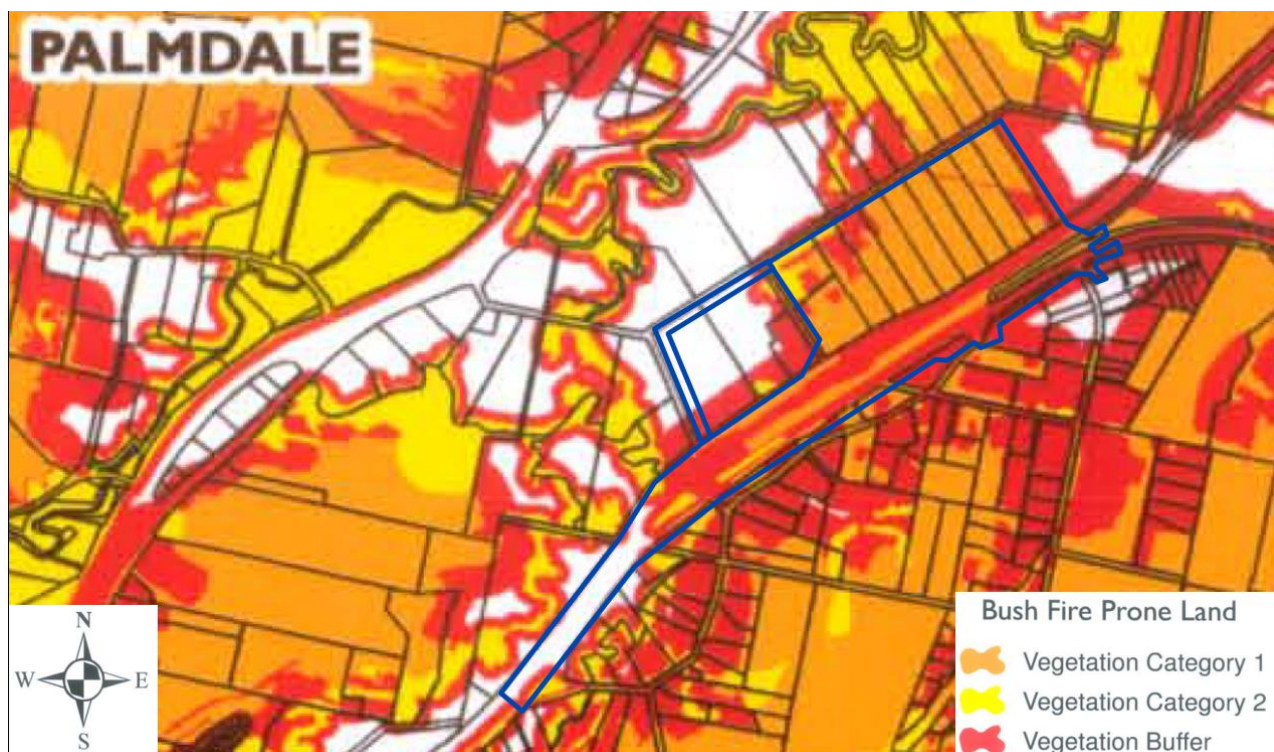 PALMDALE
N
W E
S
Bush Fire Prone Land
Vegetation Category 1
Vegetation Category 2
Vegetation Buffer